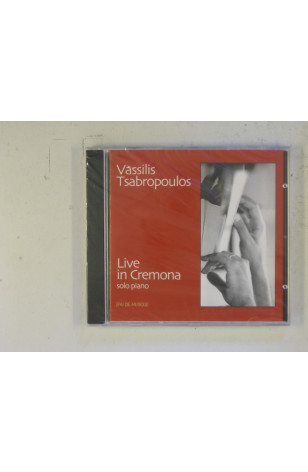 Vassilis
Tsabropoulos
Live
in Cremona
solo piano